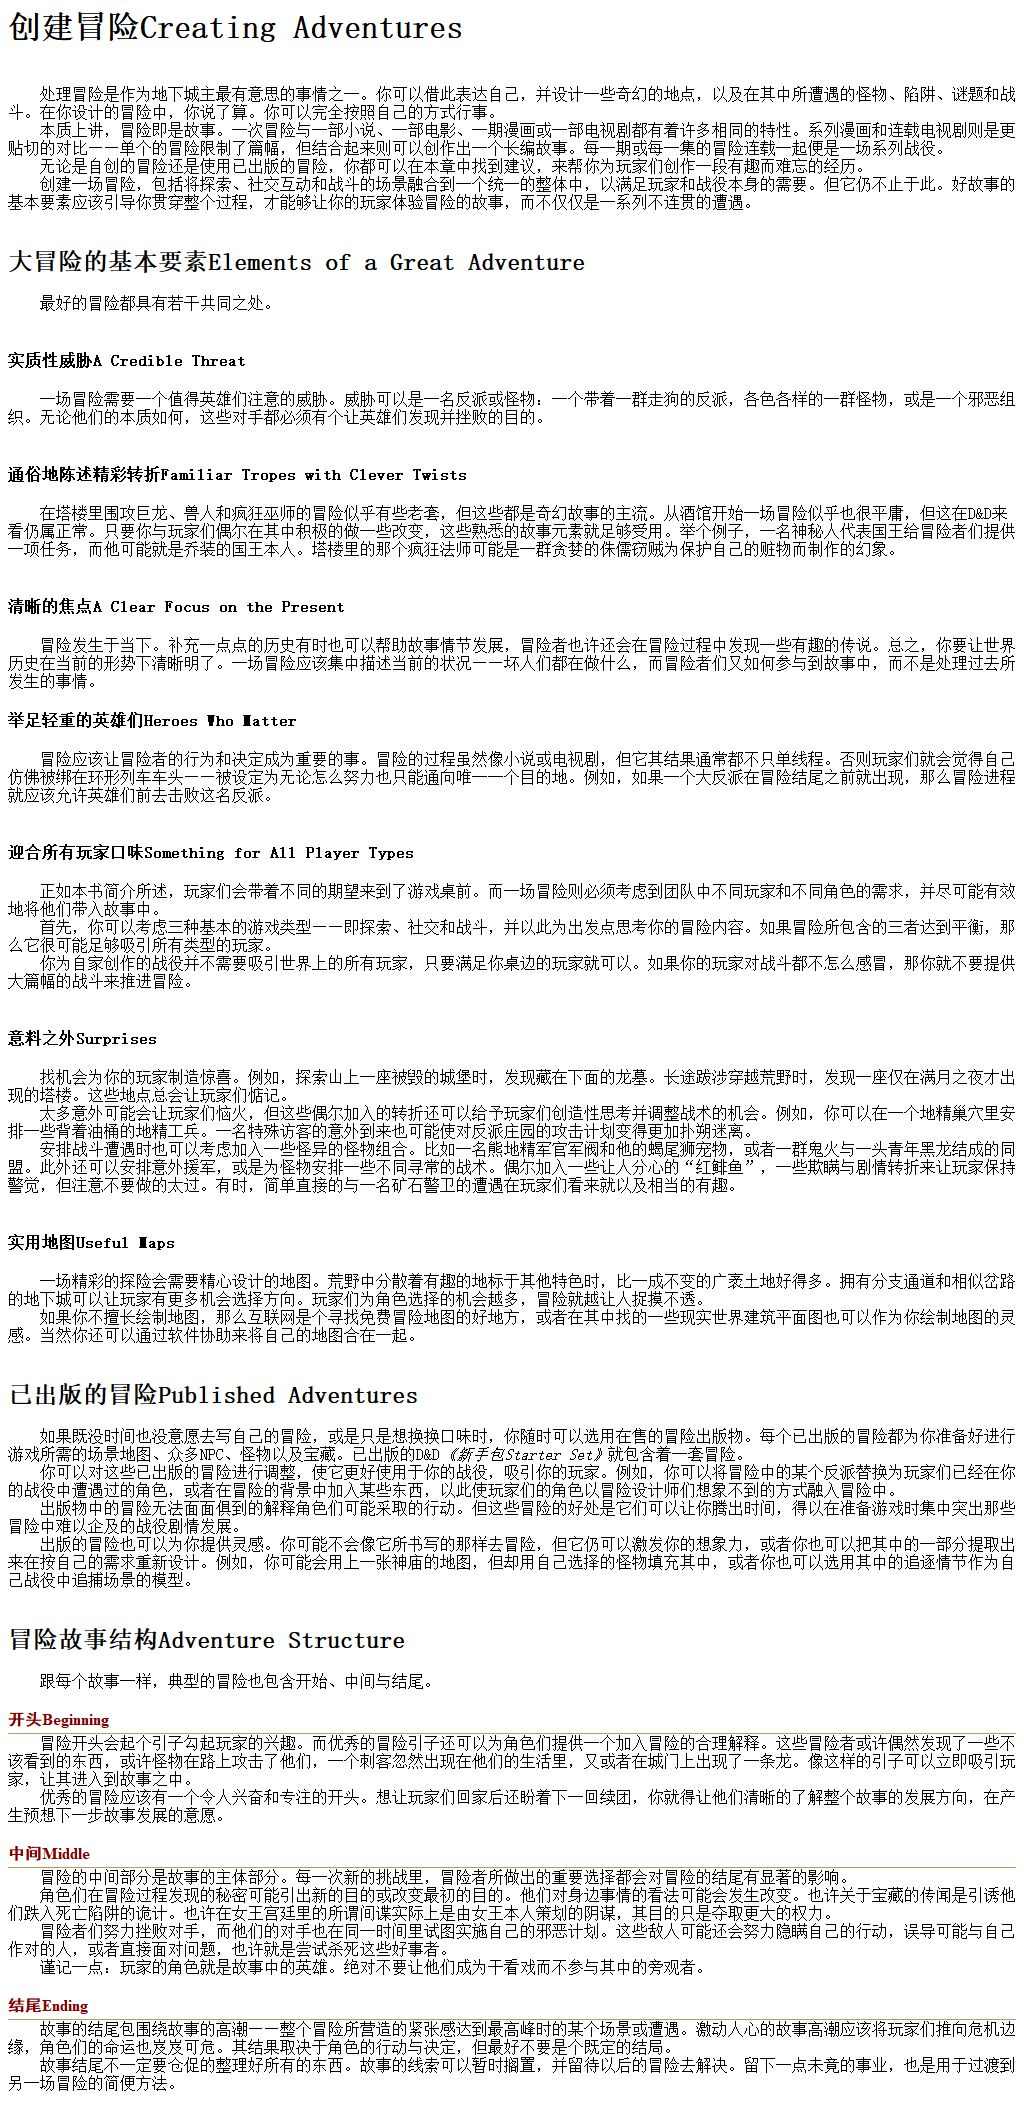 创建冒险Creating Adventures
处理冒险是作为地下城主最有意思的事情之一。你可以借此表达自己，并设计一些奇幻的地点，以及在其中所遭遇的怪物、陷阱、谜题和战
斗。在你设计的冒险中，你说了算。你可以完全按照自己的方式行事。
本质上讲，冒险即是故事。一次冒险与一部小说、一部电影、一期漫画或一部电视剧都有着许多相同的特性。系列漫画和连载电视剧则是更
贴切的对比——单个的冒险限制了篇幅，但结合起来则可以创作出一个长编故事。每一期或每一集的冒险连载一起便是一场系列战役。
无论是自创的冒险还是使用已出版的冒险，你都可以在本章中找到建议，来帮你为玩家们创作一段有趣而难忘的经历。
创建一场冒险，包括将探索、社交互动和战斗的场景融合到一个统一的整体中，以满足玩家和战役本身的需要。但它仍不止于此。好故事的
基本要素应该引导你贯穿整个过程，才能够让你的玩家体验冒险的故事，而不仅仅是一系列不连贯的遭遇。
大冒险的基本要素Elements of a Great Adventure
最好的冒险都具有若干共同之处。
实质性威胁A Credible Threat
一场冒险需要一个值得英雄们注意的威胁。威胁可以是一名反派或怪物：一个带着一群走狗的反派，各色各样的一群怪物，或是一个邪恶组
织。无论他们的本质如何，这些对手都必须有个让英雄们发现并挫败的目的。
通俗地陈述精彩转折Familiar Tropes with Clever Twists
在塔楼里围攻巨龙、兽人和疯狂巫师的冒险似乎有些老套，但这些都是奇幻故事的主流。从酒馆开始一场冒险似乎也很平庸，但这在D&D来
看仍属正常。只要你与玩家们偶尔在其中积极的做一些改变，这些熟悉的故事元素就足够受用。举个例子，一名神秘人代表国王给冒险者们提供
一项任务，而他可能就是乔装的国王本人。塔楼里的那个疯狂法师可能是一群贪婪的侏儒窃贼为保护自己的赃物而制作的幻象。
清晰的焦点A Clear Focus on the Present
冒险发生于当下。补充一点点的历史有时也可以帮助故事情节发展，冒险者也许还会在冒险过程中发现一些有趣的传说。总之，你要让世界
历史在当前的形势下清晰明了。一场冒险应该集中描述当前的状况——坏人们都在做什么，而冒险者们又如何参与到故事中，而不是处理过去所
发生的事情。
举足轻重的英雄们Heroes Who Matter
冒险应该让冒险者的行为和决定成为重要的事。冒险的过程虽然像小说或电视剧，但它其结果通常都不只单线程。否则玩家们就会觉得自己
仿佛被绑在环形列车车头——被设定为无论怎么努力也只能通向唯一一个目的地。例如，如果一个大反派在冒险结尾之前就出现，那么冒险进程
就应该允许英雄们前去击败这名反派。
迎合所有玩家口味Something for All Player Types
正如本书简介所述，玩家们会带着不同的期望来到了游戏桌前。而一场冒险则必须考虑到团队中不同玩家和不同角色的需求，并尽可能有效
地将他们带入故事中。
首先，你可以考虑三种基本的游戏类型——即探索、社交和战斗，并以此为出发点思考你的冒险内容。如果冒险所包含的三者达到平衡，那
么它很可能足够吸引所有类型的玩家。
你为自家创作的战役并不需要吸引世界上的所有玩家，只要满足你桌边的玩家就可以。如果你的玩家对战斗都不怎么感冒，那你就不要提供
大篇幅的战斗来推进冒险。
意料之外Surprises
找机会为你的玩家制造惊喜。例如，探索山上一座被毁的城堡时，发现藏在下面的龙墓。长途跋涉穿越荒野时，发现一座仅在满月之夜才出
现的塔楼。这些地点总会让玩家们惦记。
太多意外可能会让玩家们恼火，但这些偶尔加入的转折还可以给予玩家们创造性思考并调整战术的机会。例如，你可以在一个地精巢穴里安
排一些背着油桶的地精工兵。一名特殊访客的意外到来也可能使对反派庄园的攻击计划变得更加扑朔迷离。
安排战斗遭遇时也可以考虑加入一些怪异的怪物组合。比如一名熊地精军官军阀和他的蝎尾狮宠物，或者一群鬼火与一头青年黑龙结成的同
盟。此外还可以安排意外援军，或是为怪物安排一些不同寻常的战术。偶尔加入一些让人分心的“红鲱鱼”，一些欺瞒与剧情转折来让玩家保持
警觉，但注意不要做的太过。有时，简单直接的与一名矿石警卫的遭遇在玩家们看来就以及相当的有趣。
实用地图Useful Maps
一场精彩的探险会需要精心设计的地图。荒野中分散着有趣的地标于其他特色时，比一成不变的广袤土地好得多。拥有分支通道和相似岔路
的地下城可以让玩家有更多机会选择方向。玩家们为角色选择的机会越多，冒险就越让人捉摸不透。
如果你不擅长绘制地图，那么互联网是个寻找免费冒险地图的好地方，或者在其中找的一些现实世界建筑平面图也可以作为你绘制地图的灵
感。当然你还可以通过软件协助来将自己的地图合在一起。
已出版的冒险Published Adventures
如果既没时间也没意愿去写自己的冒险，或是只是想换换口味时，你随时可以选用在售的冒险出版物。每个已出版的冒险都为你准备好进行
游戏所需的场景地图、众多NPC、怪物以及宝藏。已出版的D&D《新手包Starter Set》就包含着一套冒险。
你可以对这些已出版的冒险进行调整，使它更好使用于你的战役，吸引你的玩家。例如，你可以将冒险中的某个反派替换为玩家们已经在你
的战役中遭遇过的角色，或者在冒险的背景中加入某些东西，以此使玩家们的角色以冒险设计师们想象不到的方式融入冒险中。
出版物中的冒险无法面面俱到的解释角色们可能采取的行动。但这些冒险的好处是它们可以让你腾出时间，得以在准备游戏时集中突出那些
冒险中难以企及的战役剧情发展。
出版的冒险也可以为你提供灵感。你可能不会像它所书写的那样去冒险，但它仍可以激发你的想象力，或者你也可以把其中的一部分提取出
来在按自己的需求重新设计。例如，你可能会用上一张神庙的地图，但却用自己选择的怪物填充其中，或者你也可以选用其中的追逐情节作为自
己战役中追捕场景的模型。
冒险故事结构Adventure Structure
跟每个故事一样，典型的冒险也包含开始、中间与结尾。
开头Beginning
冒险开头会起个引子勾起玩家的兴趣。而优秀的冒险引子还可以为角色们提供一个加入冒险的合理解释。这些冒险者或许偶然发现了一些不
该看到的东西，或许怪物在路上攻击了他们，一个刺客忽然出现在他们的生活里，又或者在城门上出现了一条龙。像这样的引子可以立即吸引玩
家，让其进入到故事之中。
优秀的冒险应该有一个令人兴奋和专注的开头。想让玩家们回家后还盼着下一回续团，你就得让他们清晰的了解整个故事的发展方向，在产
生预想下一步故事发展的意愿。
中间Middle
冒险的中间部分是故事的主体部分。每一次新的挑战里，冒险者所做出的重要选择都会对冒险的结尾有显著的影响。
角色们在冒险过程发现的秘密可能引出新的目的或改变最初的目的。他们对身边事情的看法可能会发生改变。也许关于宝藏的传闻是引诱他
们跌入死亡陷阱的诡计。也许在女王宫廷里的所谓间谍实际上是由女王本人策划的阴谋，其目的只是夺取更大的权力。
冒险者们努力挫败对手，而他们的对手也在同一时间里试图实施自己的邪恶计划。这些敌人可能还会努力隐瞒自己的行动，误导可能与自己
作对的人，或者直接面对问题，也许就是尝试杀死这些好事者。
谨记一点：玩家的角色就是故事中的英雄。绝对不要让他们成为干看戏而不参与其中的旁观者。
结尾Ending
故事的结尾包围绕故事的高潮——整个冒险所营造的紧张感达到最高峰时的某个场景或遭遇。激动人心的故事高潮应该将玩家们推向危机边
缘，角色们的命运也岌岌可危。其结果取决于角色的行动与决定，但最好不要是个既定的结局。
故事结尾不一定要仓促的整理好所有的东西。故事的线索可以暂时搁置，并留待以后的冒险去解决。留下一点未竟的事业，也是用于过渡到
另一场冒险的简便方法。